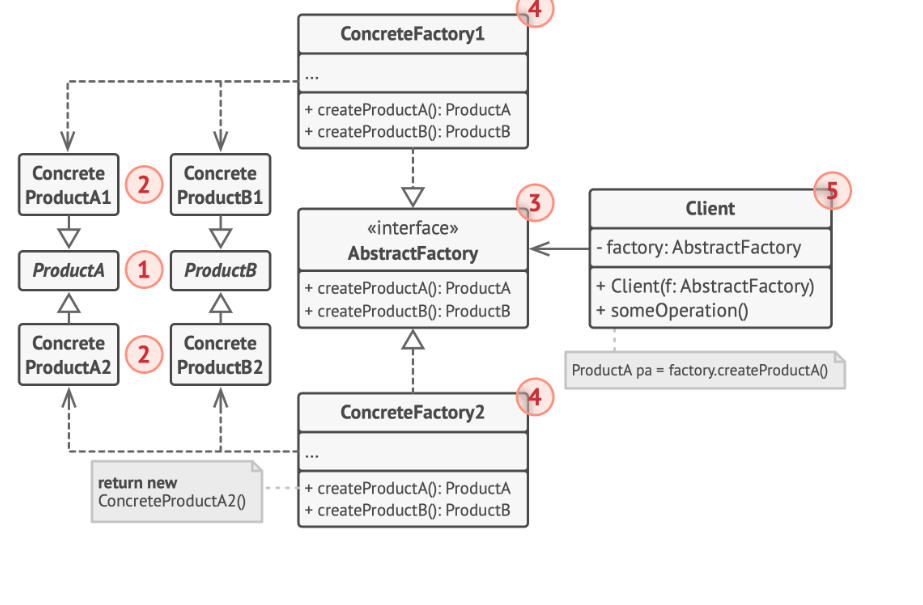 4
ConcreteFactory1
...
+ createProductA(): ProductA
+ createProductB(): ProductB
Concrete
ProductA1
2
Concrete
ProductB1
3
«interface»
AbstractFactory
+ createProductA(): ProductA
+ createProductB(): ProductB
5
Client
- factory: AbstractFactory
+ Client(f: AbstractFactory)
+ someOperation()
ProductA
1
ProductB
Concrete
ProductA2
2
Concrete
ProductB2
ProductA pa = factory.createProductA()
4
ConcreteFactory2
...
+ createProductA(): ProductA
+ createProductB(): ProductB
return new
ConcreteProductA2()